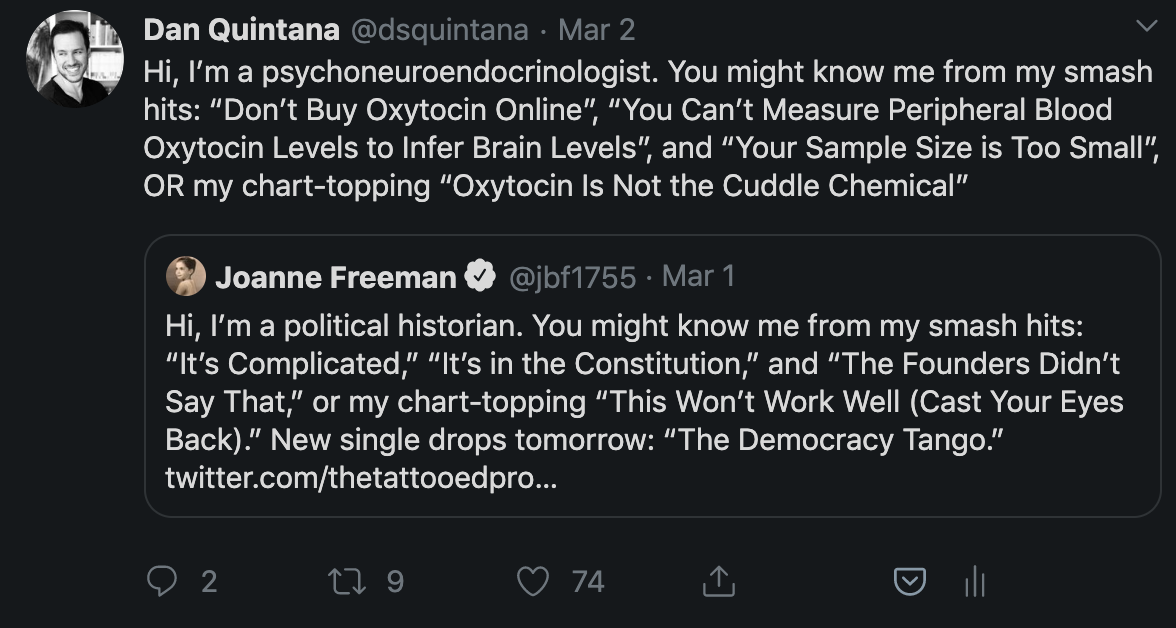 Dan Quintana @dsquintana · Mar 2
Hi, I’m a psychoneuroendocrinologist. You might know me from my smash
hits: “Don’t Buy Oxytocin Online”, “You Can’t Measure Peripheral Blood
Oxytocin Levels to Infer Brain Levels”, and “Your Sample Size is Too Small”,
OR my chart-topping “Oxytocin Is Not the Cuddle Chemical”
Joanne Freeman @jbf1755 · Mar 1
Hi, I’m a political historian. You might know me from my smash hits:
“It’s Complicated,” “It’s in the Constitution,” and “The Founders Didn’t
Say That,” or my chart-topping “This Won’t Work Well (Cast Your Eyes
Back).” New single drops tomorrow: “The Democracy Tango.”
twitter.com/thetattooedpro…
2 9 74